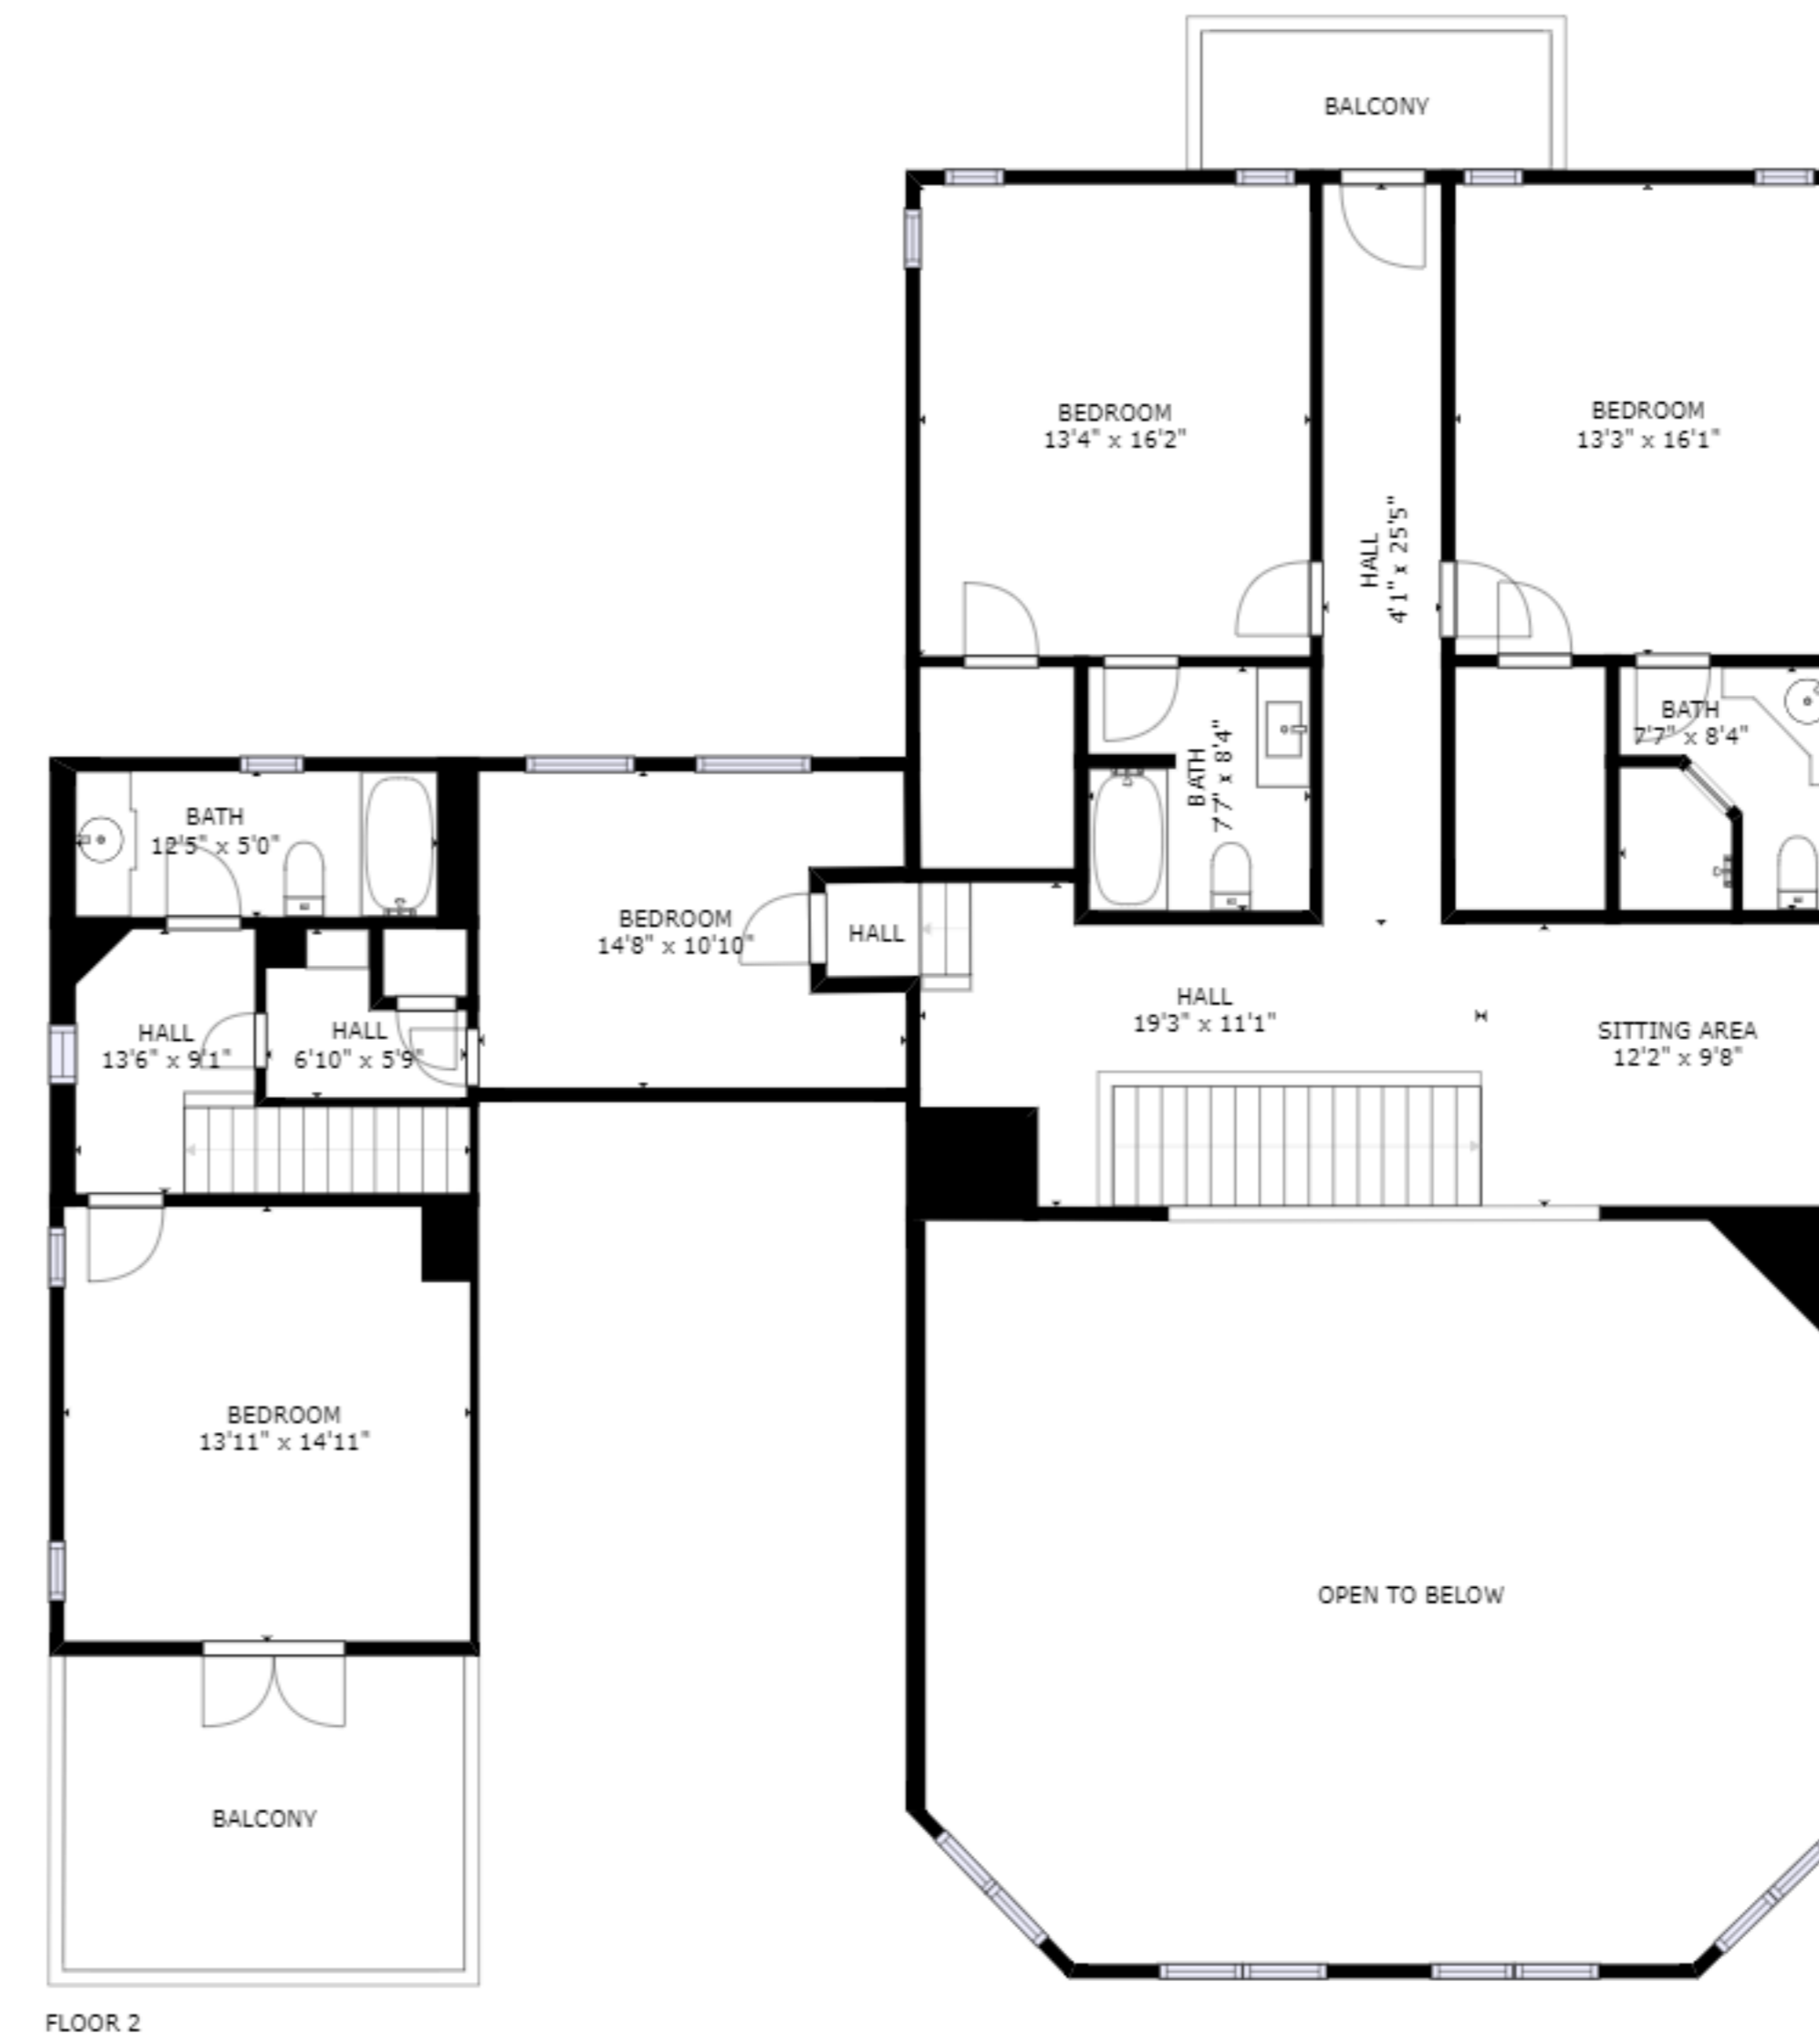 BALCONY
BEDROOM
13'4" x 16'2"
BEDROOM
13'3" x 16'1"
HALL
4'1" x 25'5"
BATH
7'7" x 8'4"
BATH
7'7" x 8'4"
BATH
12'5" x 5'0"
BEDROOM
14'8" x 10'10"
HALL
HALL
19'3" x 11'1"
SITTING AREA
12'2" x 9'8"
HALL
13'6" x 9'1"
HALL
6'10" x 5'9"
BEDROOM
13'11" x 14'11"
OPEN TO BELOW
BALCONY
FLOOR 2